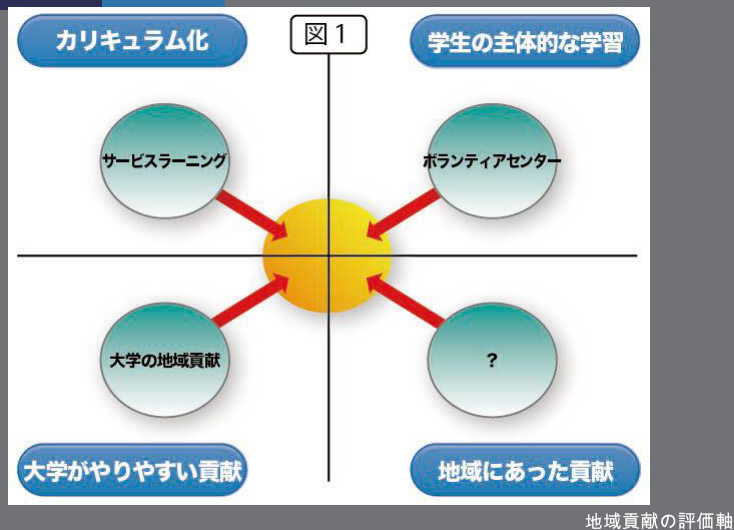 カリキュラム化
図1
学生の主体的な学習
サービスラーニング
ボランティアセンター
大学の地域貢献
?
大学がやりやすい貢献
地域にあった貢献
地域貢献の評価軸